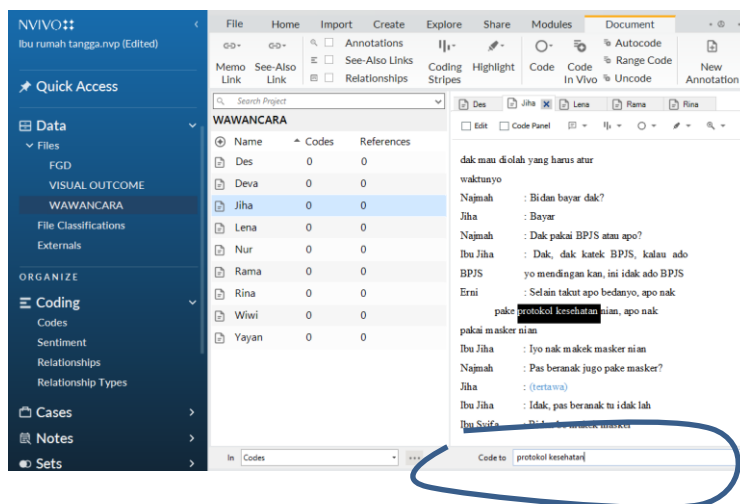 NVIVO
Ibu rumah tangga.nvp (Edited)
Quick Access
Data
Files
FGD
VISUAL OUTCOME
WAWANCARA
File Classifications
Externals
ORGANIZE
Coding
Codes
Sentiment
Relationships
Relationship Types
Cases
Notes
Sets
File Home Import Create Explore Share Modules Document
Memo Link
See-Also Link
Annotations
See-Also Links
Relationships
Coding Stripes
Highlight
Code
Code In Vivo
Autocode
Range Code
Uncode
New Annotation
Search Project
WAWANCARA
Name Codes References
Des 0 0
Deva 0 0
Jiha 0 0
Lena 0 0
Nur 0 0
Rama 0 0
Rina 0 0
Wiwi 0 0
Yayan 0 0
In Codes
Des Jiha Lena Rama Rina
Edit Code Panel
dak mau diolah yang harus atur
waktunyo
Najmah : Bidan bayar dak?
Jiha : Bayar
Najmah : Dak pakai BPJS atau apo?
Ibu Jiha : Dak, dak katek BPJS, kalau ado
BPJS yo mendingan kan, ini idak ado BPJS
Erni : Selain takut apo bedanyo, apo nak
pake protokol kesehatan nian, apo nak
pakai masker nian
Ibu Jiha : Iyo nak makek masker nian
Najmah : Pas beranak jugo pake masker?
Jiha : (tertawa)
Ibu Jiha : Idak, pas beranak tu idak lah
Code to protokol kesehatan